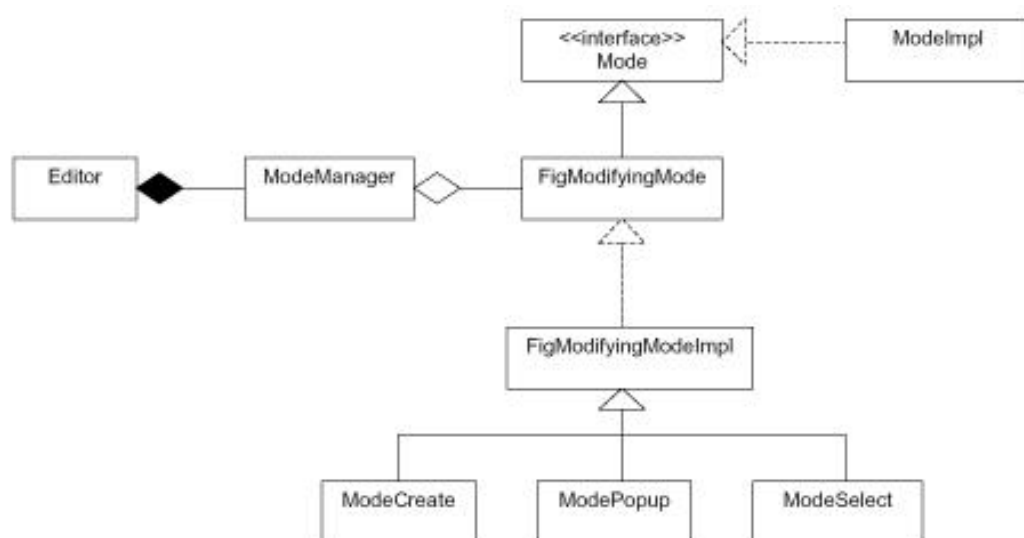 <<interface>>
Mode
ModeImpl
Editor
ModeManager
FigModifyingMode
FigModifyingModeImpl
ModeCreate
ModePopup
ModeSelect